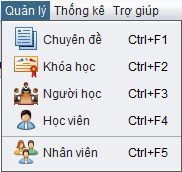 Quản lý Thống kê Trợ giúp
Chuyên đề Ctrl+F1
Khóa học Ctrl+F2
Người học Ctrl+F3
Học viên Ctrl+F4
Nhân viên Ctrl+F5